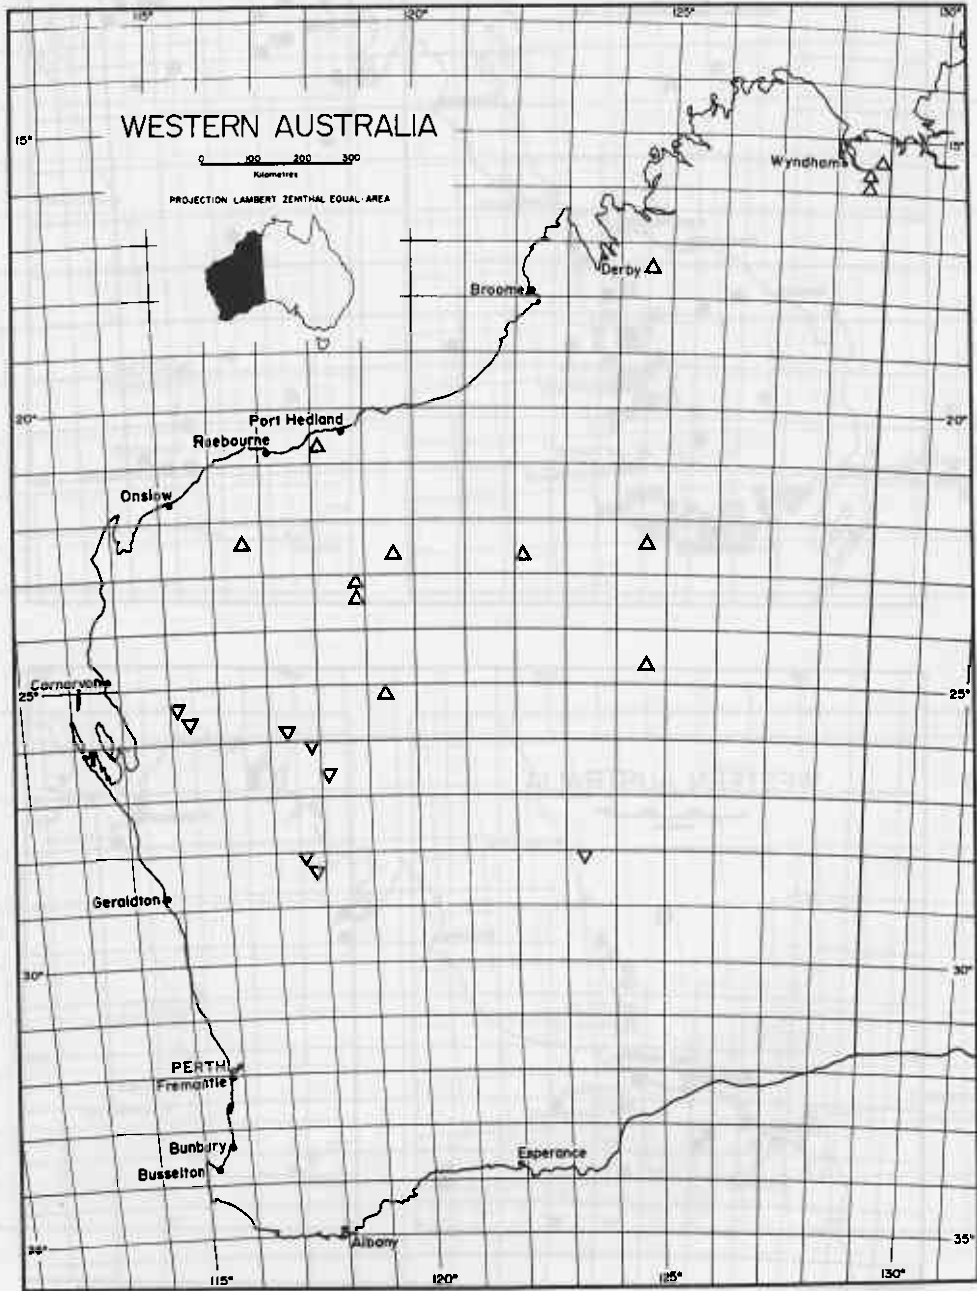 115° 120° 125° 130°
WESTERN AUSTRALIA
15° 15°
0 100 200 300
Kilometres
PROJECTION LAMBERT ZENITHAL EQUAL-AREA
Wyndham
Derby
Broome
20° 20°
Port Hedland
Roebourne
Onslow
Carnarvon
25° 25°
WESTERN AUSTRALIA
Geraldton
30° 30°
PERTH
Fremantle
Bunbury
Esperance
Busselton
Albany
35° 35°
115° 120° 125° 130°